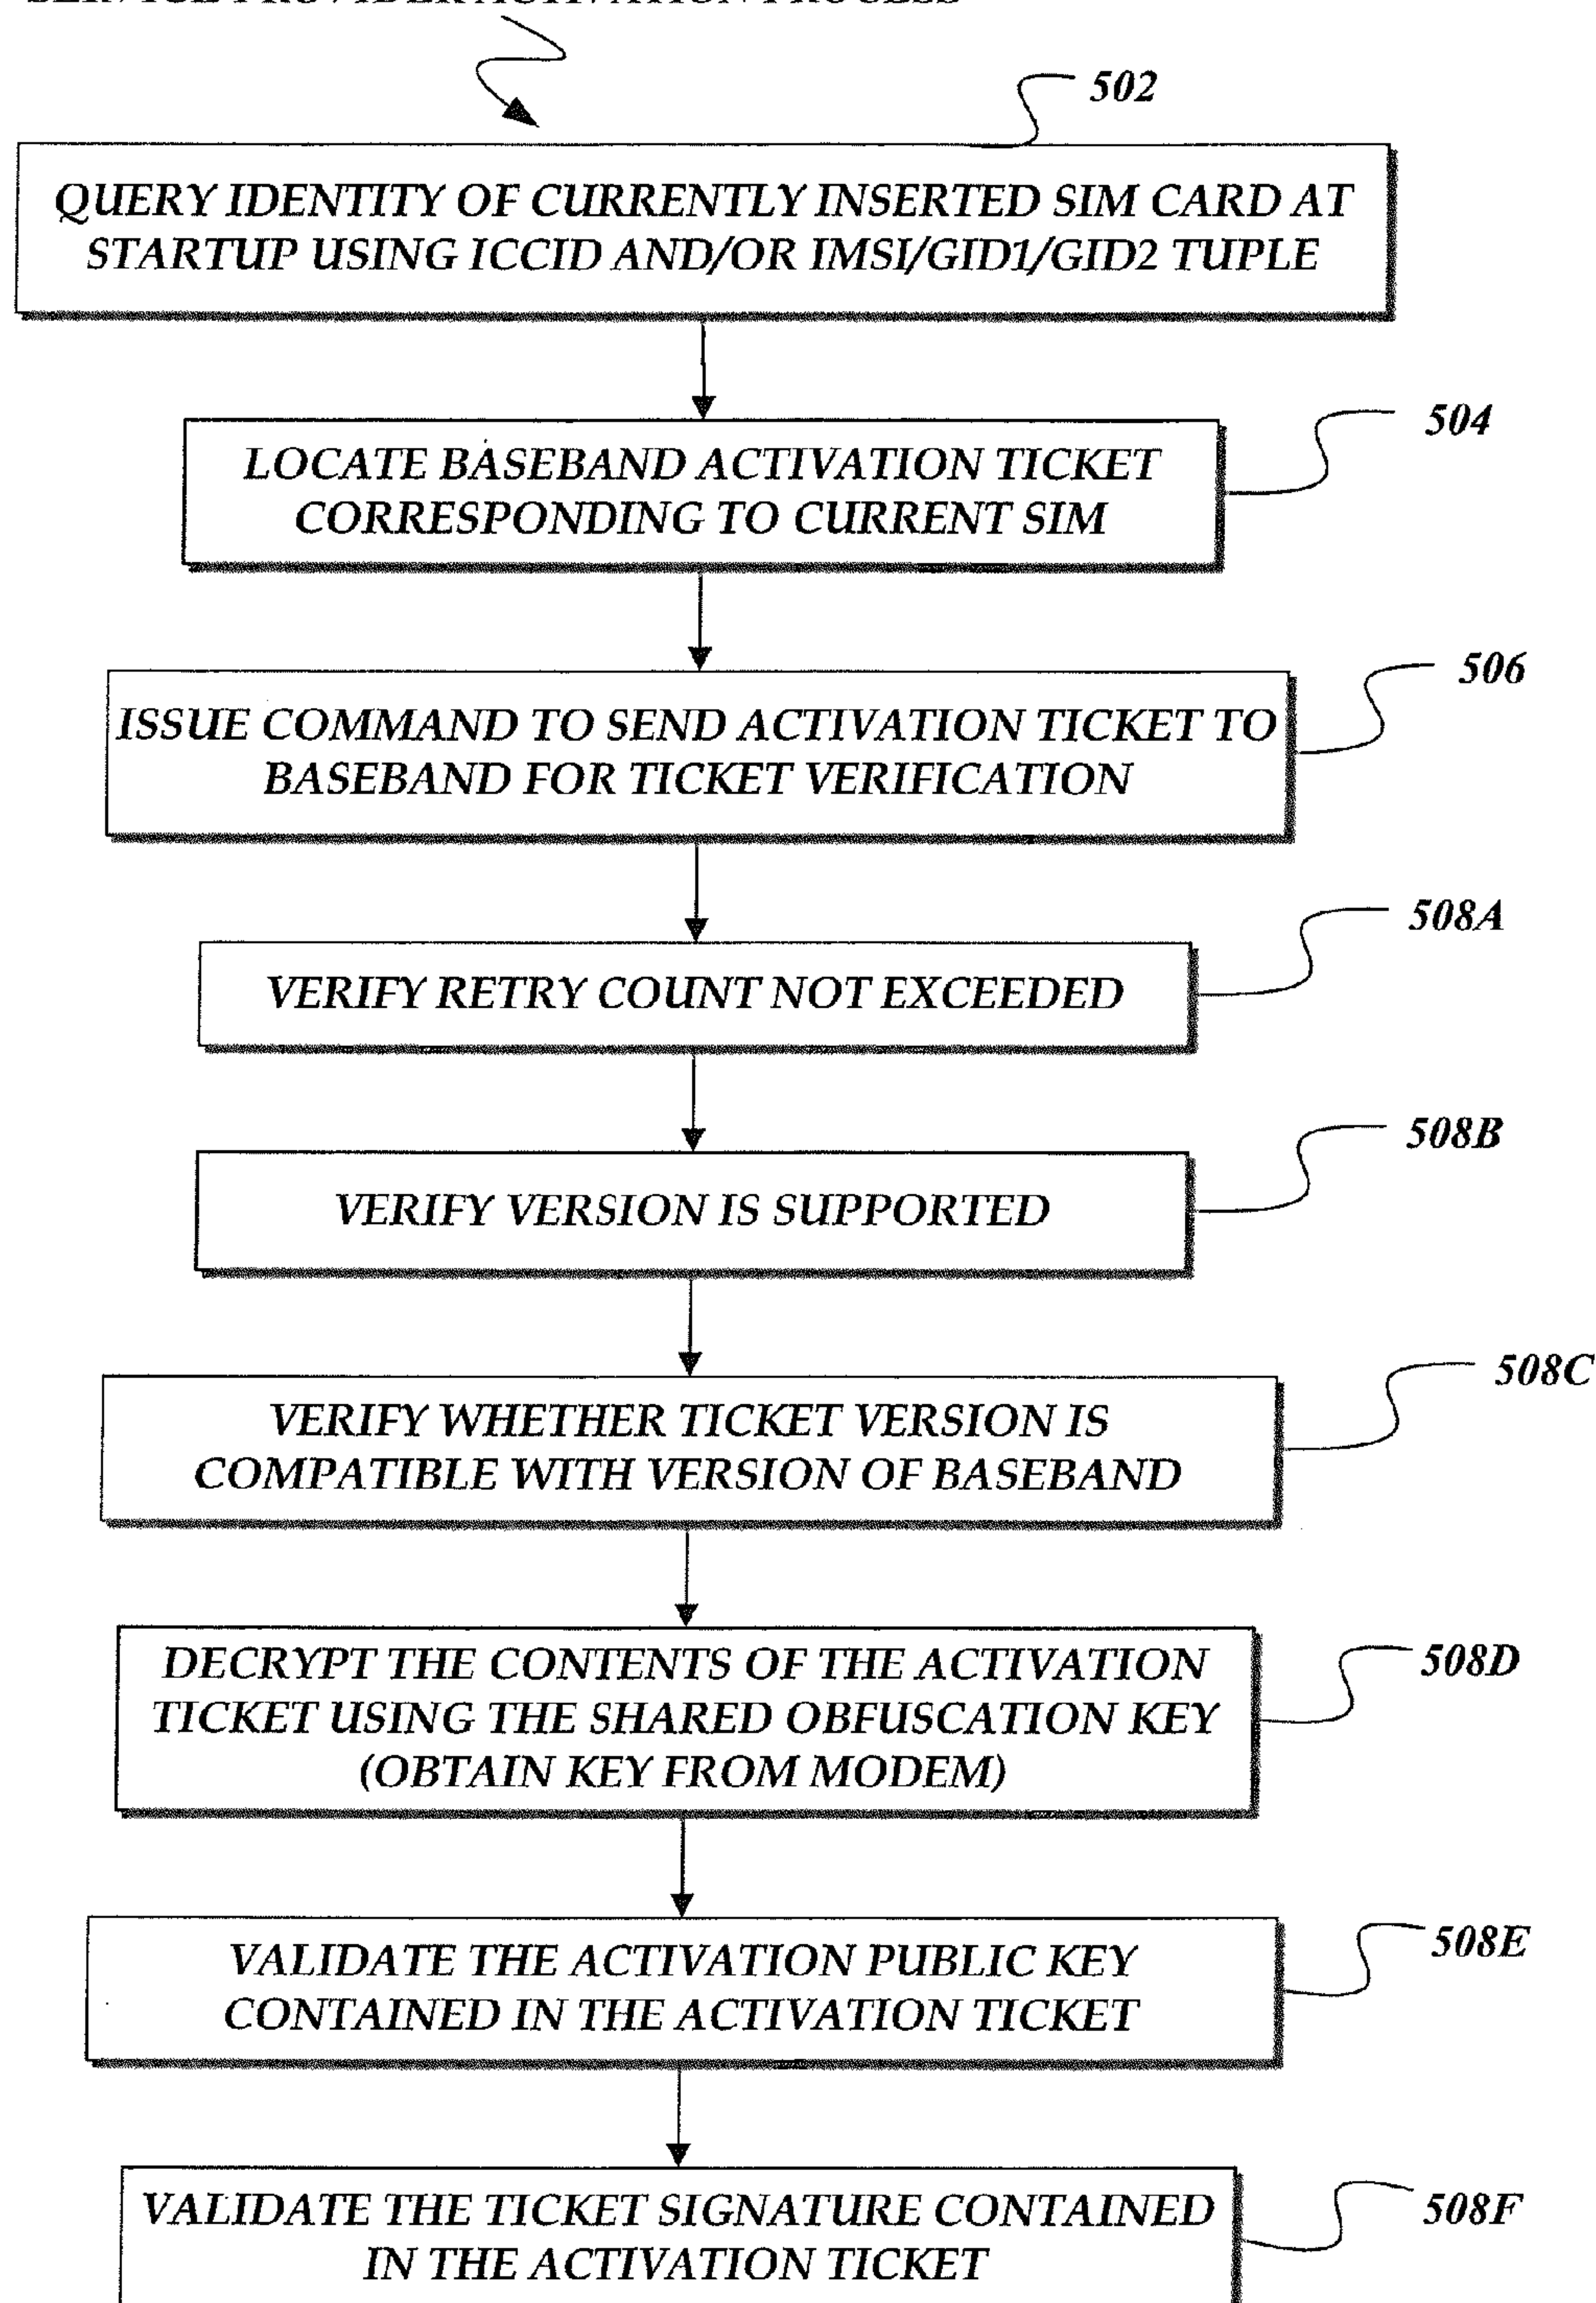 SERVICE PROVIDER ACTIVATION PROCESS
502
QUERY IDENTITY OF CURRENTLY INSERTED SIM CARD AT
STARTUP USING ICCID AND/OR IMSI/GID1/GID2 TUPLE
504
LOCATE BASEBAND ACTIVATION TICKET
CORRESPONDING TO CURRENT SIM
506
ISSUE COMMAND TO SEND ACTIVATION TICKET TO
BASEBAND FOR TICKET VERIFICATION
508A
VERIFY RETRY COUNT NOT EXCEEDED
508B
VERIFY VERSION IS SUPPORTED
508C
VERIFY WHETHER TICKET VERSION IS
COMPATIBLE WITH VERSION OF BASEBAND
508D
DECRYPT THE CONTENTS OF THE ACTIVATION
TICKET USING THE SHARED OBFUSCATION KEY
(OBTAIN KEY FROM MODEM)
508E
VALIDATE THE ACTIVATION PUBLIC KEY
CONTAINED IN THE ACTIVATION TICKET
508F
VALIDATE THE TICKET SIGNATURE CONTAINED
IN THE ACTIVATION TICKET